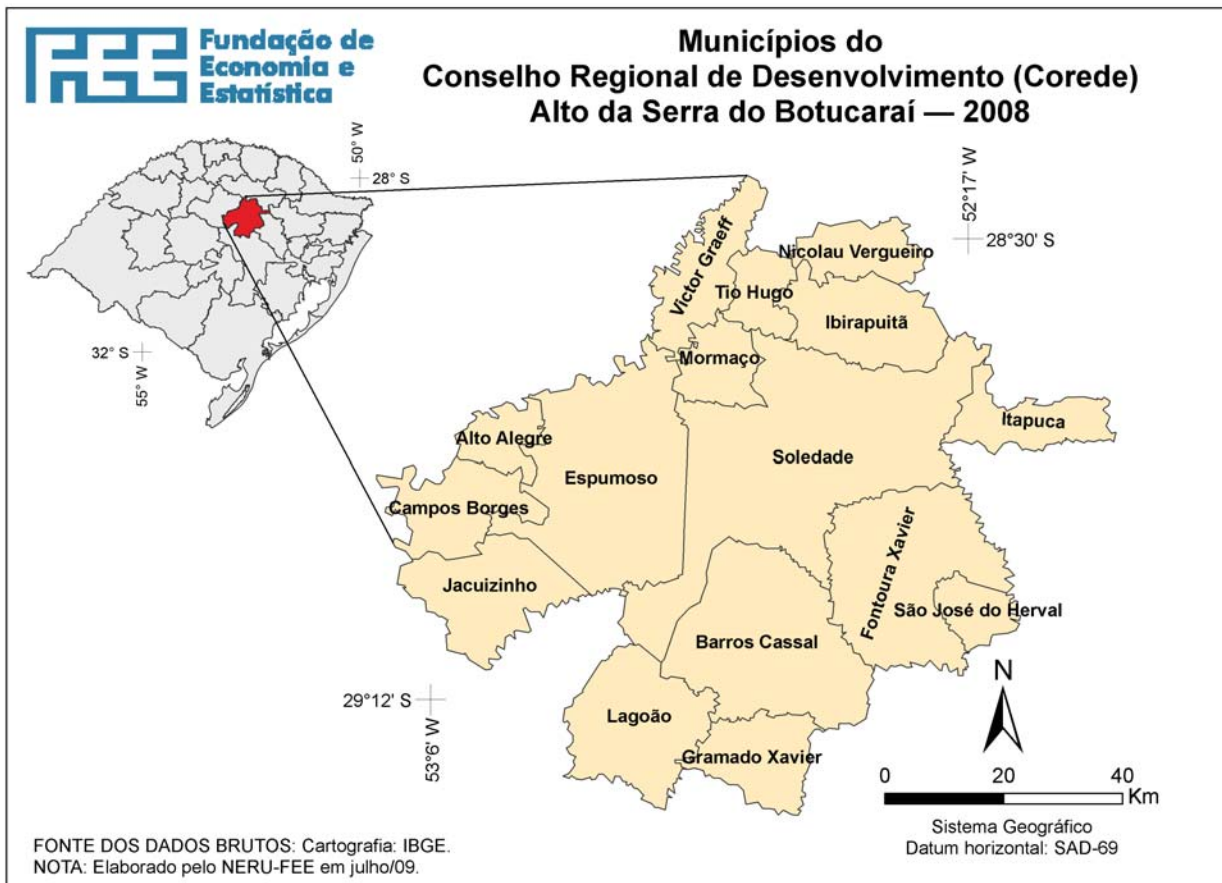 FEE
Fundação de
Economia e
Estatística
Municípios do
Conselho Regional de Desenvolvimento (Corede)
Alto da Serra do Botucaraí — 2008
50° W
28° S
32° S
55° W
52°17' W
28°30' S
Victor Graeff
Nicolau Vergueiro
Tio Hugo
Ibirapuitã
Mormaço
Itapuca
Alto Alegre
Espumoso
Soledade
Campos Borges
Fontoura Xavier
Jacuizinho
São José do Herval
Barros Cassal
29°12' S
53°6' W
Lagoão
Gramado Xavier
N
0 20 40
Km
Sistema Geográfico
Datum horizontal: SAD-69
FONTE DOS DADOS BRUTOS: Cartografia: IBGE.
NOTA: Elaborado pelo NERU-FEE em julho/09.